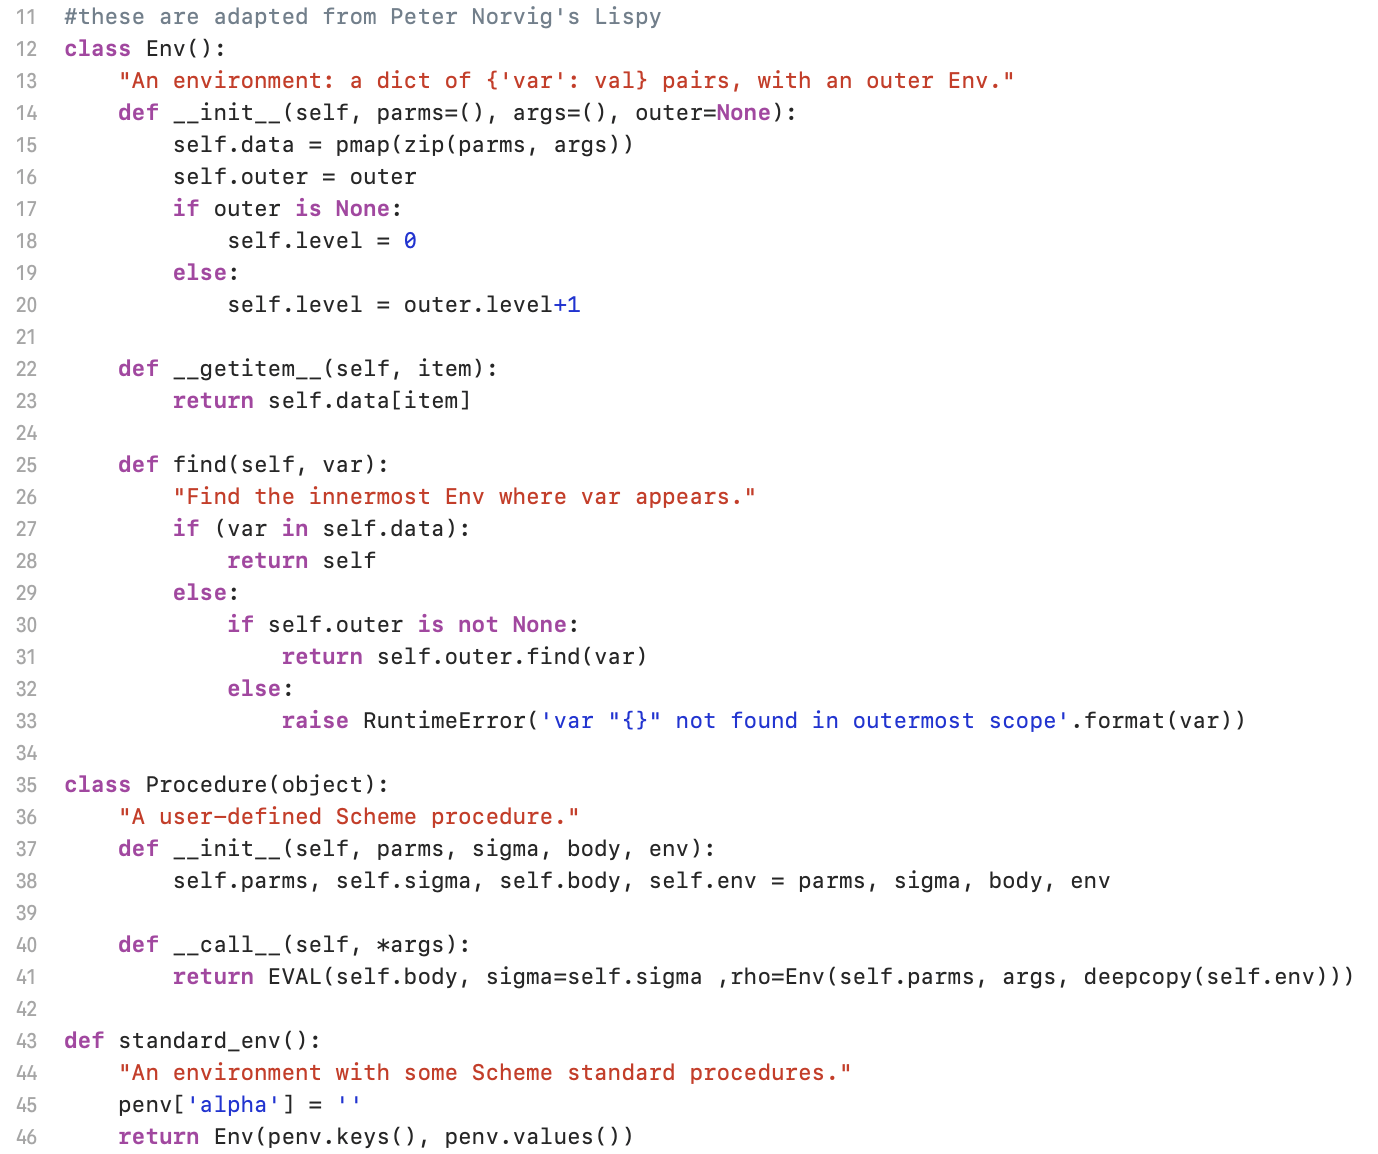 11 #these are adapted from Peter Norvig's Lispy
12 class Env():
13     "An environment: a dict of {'var': val} pairs, with an outer Env."
14     def __init__(self, parms=(), args=(), outer=None):
15         self.data = pmap(zip(parms, args))
16         self.outer = outer
17         if outer is None:
18             self.level = 0
19         else:
20             self.level = outer.level+1
21
22     def __getitem__(self, item):
23         return self.data[item]
24
25     def find(self, var):
26         "Find the innermost Env where var appears."
27         if (var in self.data):
28             return self
29         else:
30             if self.outer is not None:
31                 return self.outer.find(var)
32             else:
33                 raise RuntimeError('var "{}" not found in outermost scope'.format(var))
34
35 class Procedure(object):
36     "A user-defined Scheme procedure."
37     def __init__(self, parms, sigma, body, env):
38         self.parms, self.sigma, self.body, self.env = parms, sigma, body, env
39
40     def __call__(self, *args):
41         return EVAL(self.body, sigma=self.sigma ,rho=Env(self.parms, args, deepcopy(self.env)))
42
43 def standard_env():
44     "An environment with some Scheme standard procedures."
45     penv['alpha'] = ''
46     return Env(penv.keys(), penv.values())